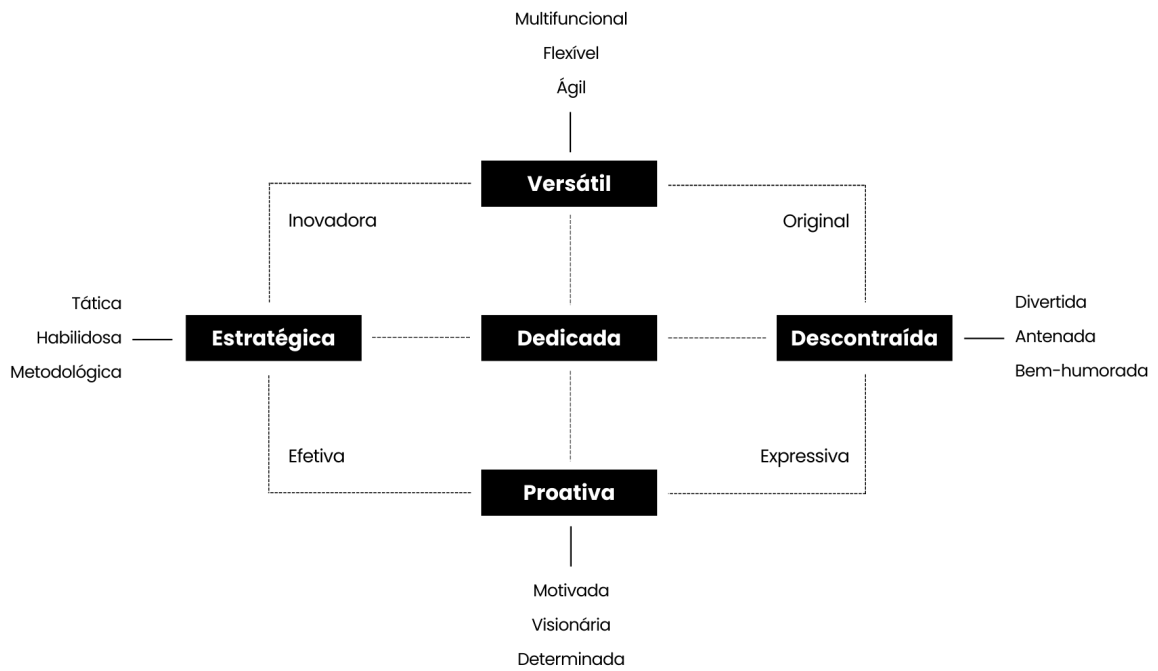 Multifuncional
Flexível
Ágil
Versátil
Inovadora
Original
Tática
Habilidosa
Metodológica
Estratégica
Dedicada
Descontraída
Divertida
Antenada
Bem-humorada
Efetiva
Expressiva
Proativa
Motivada
Visionária
Determinada